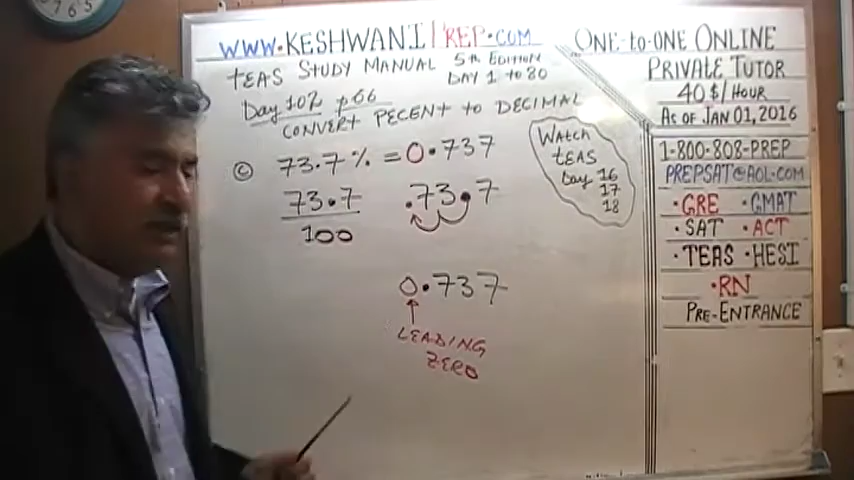 7 6 5
WWW.KESHWANIPREP.COM
TEAS STUDY MANUAL 5th EDITION
DAY 1 TO 80
Day 102 p66
CONVERT PECENT TO DECIMAL
© 73.7% = 0.737
73.7 .73.7
100
0.737
LEADING
ZERO
WATCH
TEAS
Day 16
17
18
ONE-TO-ONE ONLINE
PRIVATE TUTOR
40$/HOUR
AS OF JAN 01,2016
1-800-808-PREP
PREPSAT@AOL.COM
•GRE •GMAT
•SAT •ACT
•TEAS •HESI
•RN
PRE-ENTRANCE